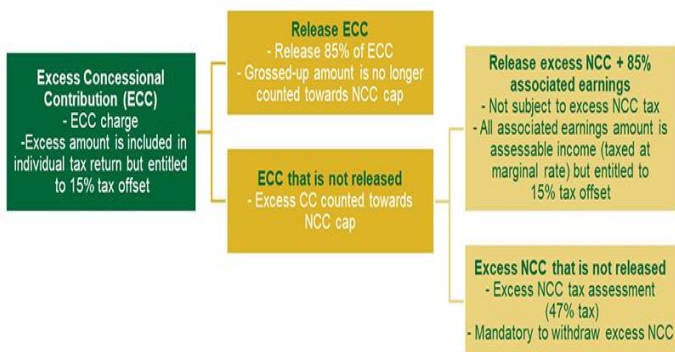 Excess Concessional
Contribution (ECC)
- ECC charge
-Excess amount is included in
individual tax return but entitled
to 15% tax offset
Release ECC
- Release 85% of ECC
- Grossed-up amount is no longer
counted towards NCC cap
ECC that is not released
- Excess CC counted towards
NCC cap
Release excess NCC + 85%
associated earnings
- Not subject to excess NCC tax
- All associated earnings amount is
assessable income (taxed at
marginal rate) but entitled to
15% tax offset
Excess NCC that is not released
- Excess NCC tax assessment
(47% tax)
- Mandatory to withdraw excess NCC